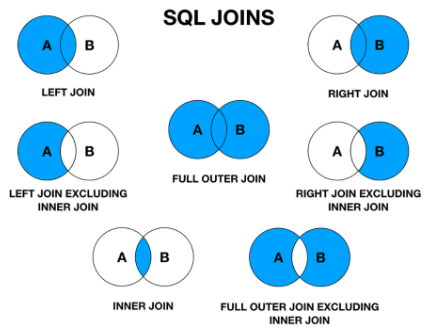 SQL JOINS
A B
LEFT JOIN
A B
RIGHT JOIN
A B
FULL OUTER JOIN
A B
LEFT JOIN EXCLUDING
INNER JOIN
A B
RIGHT JOIN EXCLUDING
INNER JOIN
A B
INNER JOIN
A B
FULL OUTER JOIN EXCLUDING
INNER JOIN